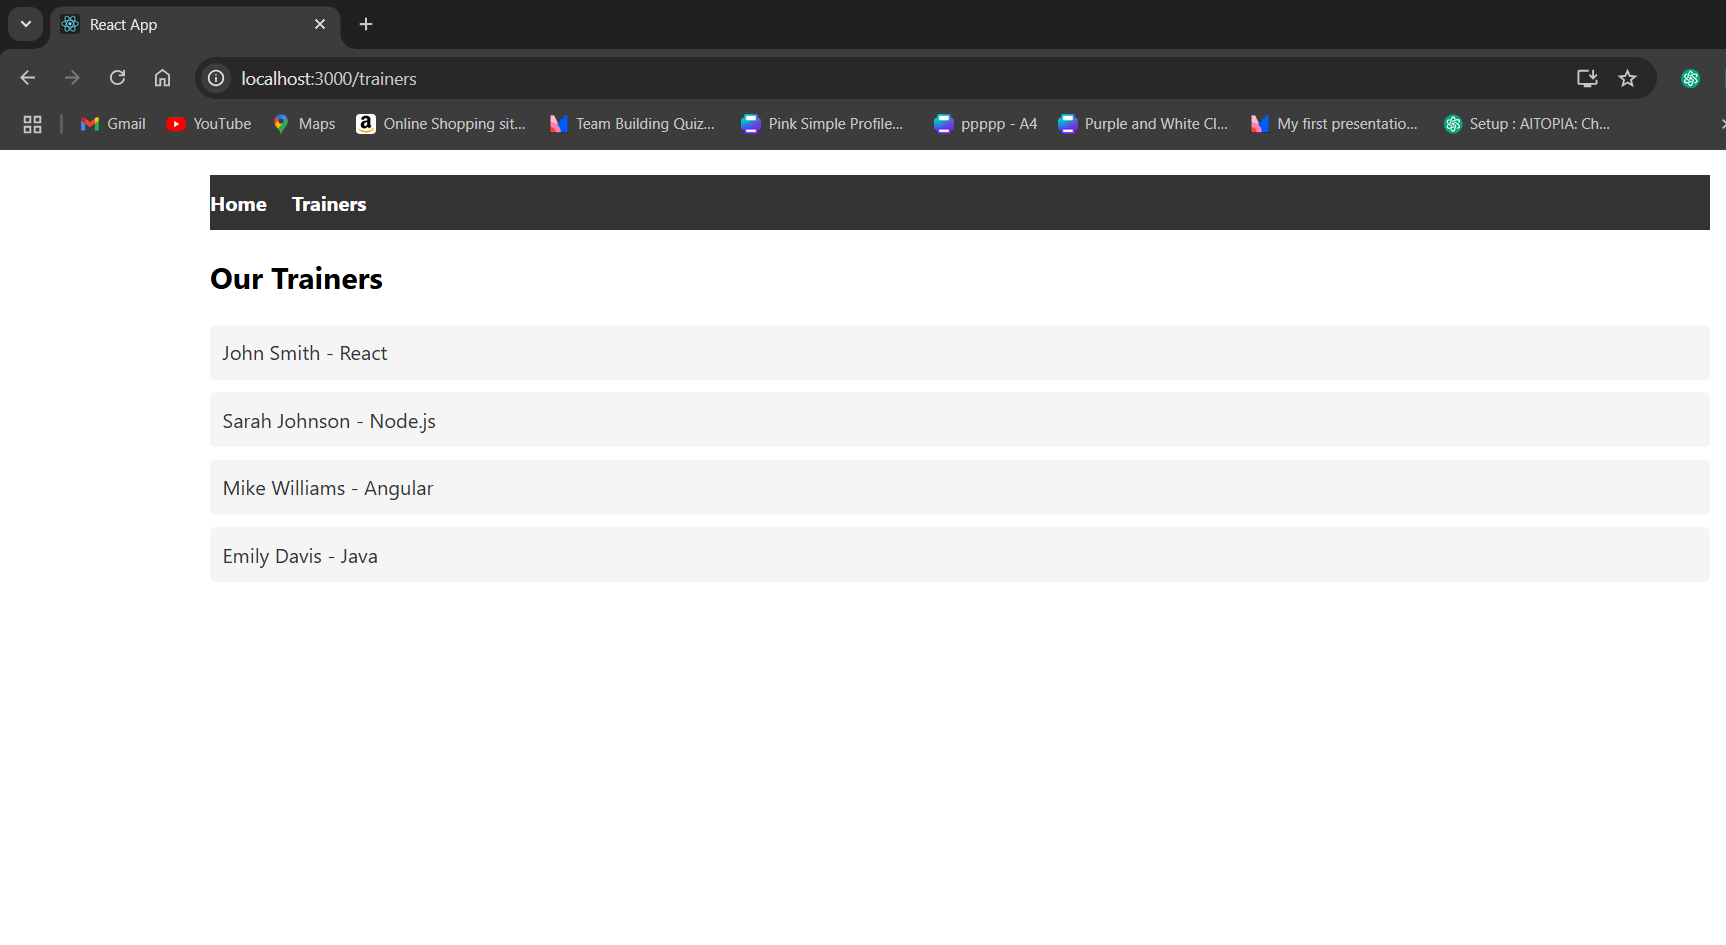 React App
localhost:3000/trainers
Gmail YouTube Maps Online Shopping sit... Team Building Quiz... Pink Simple Profile... ppppp - A4 Purple and White Cl... My first presentatio... Setup : AITOPIA: Ch...
Home Trainers
Our Trainers
John Smith - React
Sarah Johnson - Node.js
Mike Williams - Angular
Emily Davis - Java